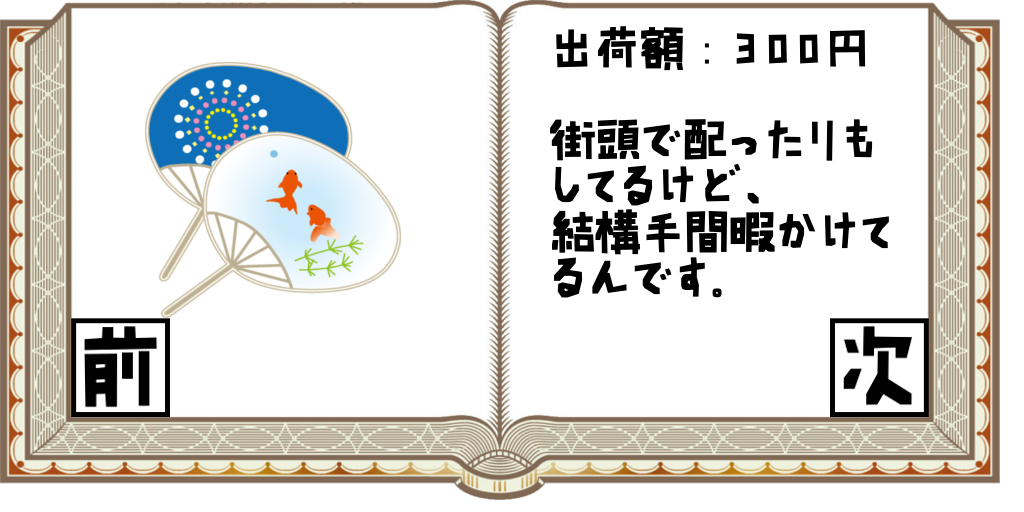 出荷額：300円
街頭で配ったりも
してるけど、
結構手間暇かけて
るんです。
前
次